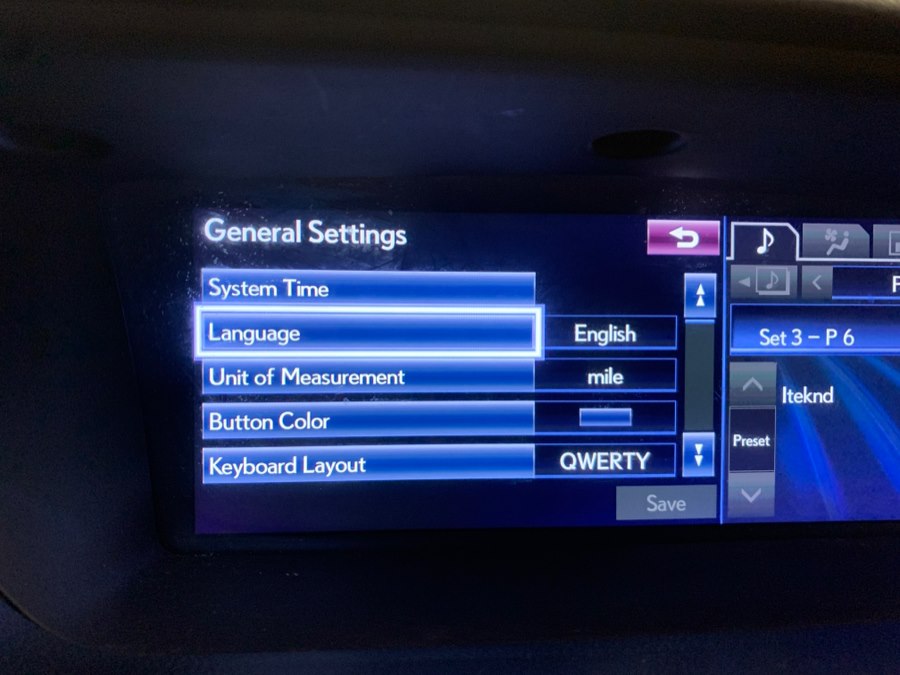 General Settings
System Time
Language English
Unit of Measurement mile
Button Color
Keyboard Layout QWERTY
Save
Set 3 – P 6
Iteknd
Preset